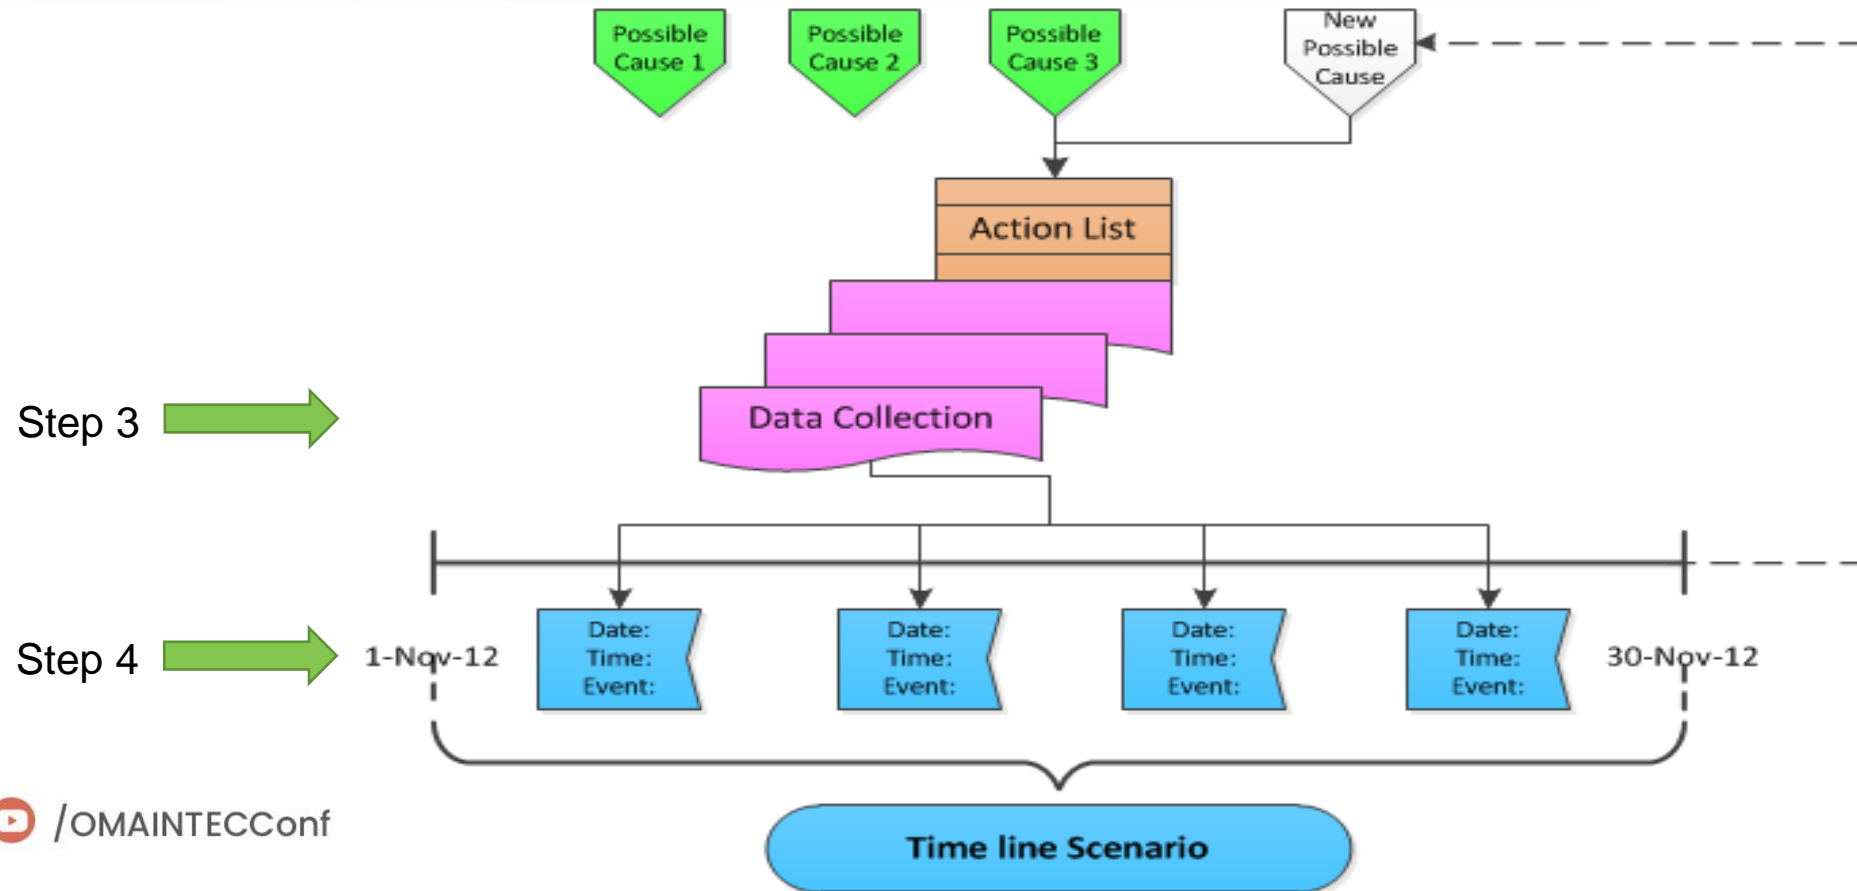 Possible
Cause 1
Possible
Cause 2
Possible
Cause 3
New
Possible
Cause
Action List
Step 3
Data Collection
Step 4
1-Nov-12
Date:
Time:
Event:
Date:
Time:
Event:
Date:
Time:
Event:
Date:
Time:
Event:
30-Nov-12
/OMAINTECConf
Time line Scenario